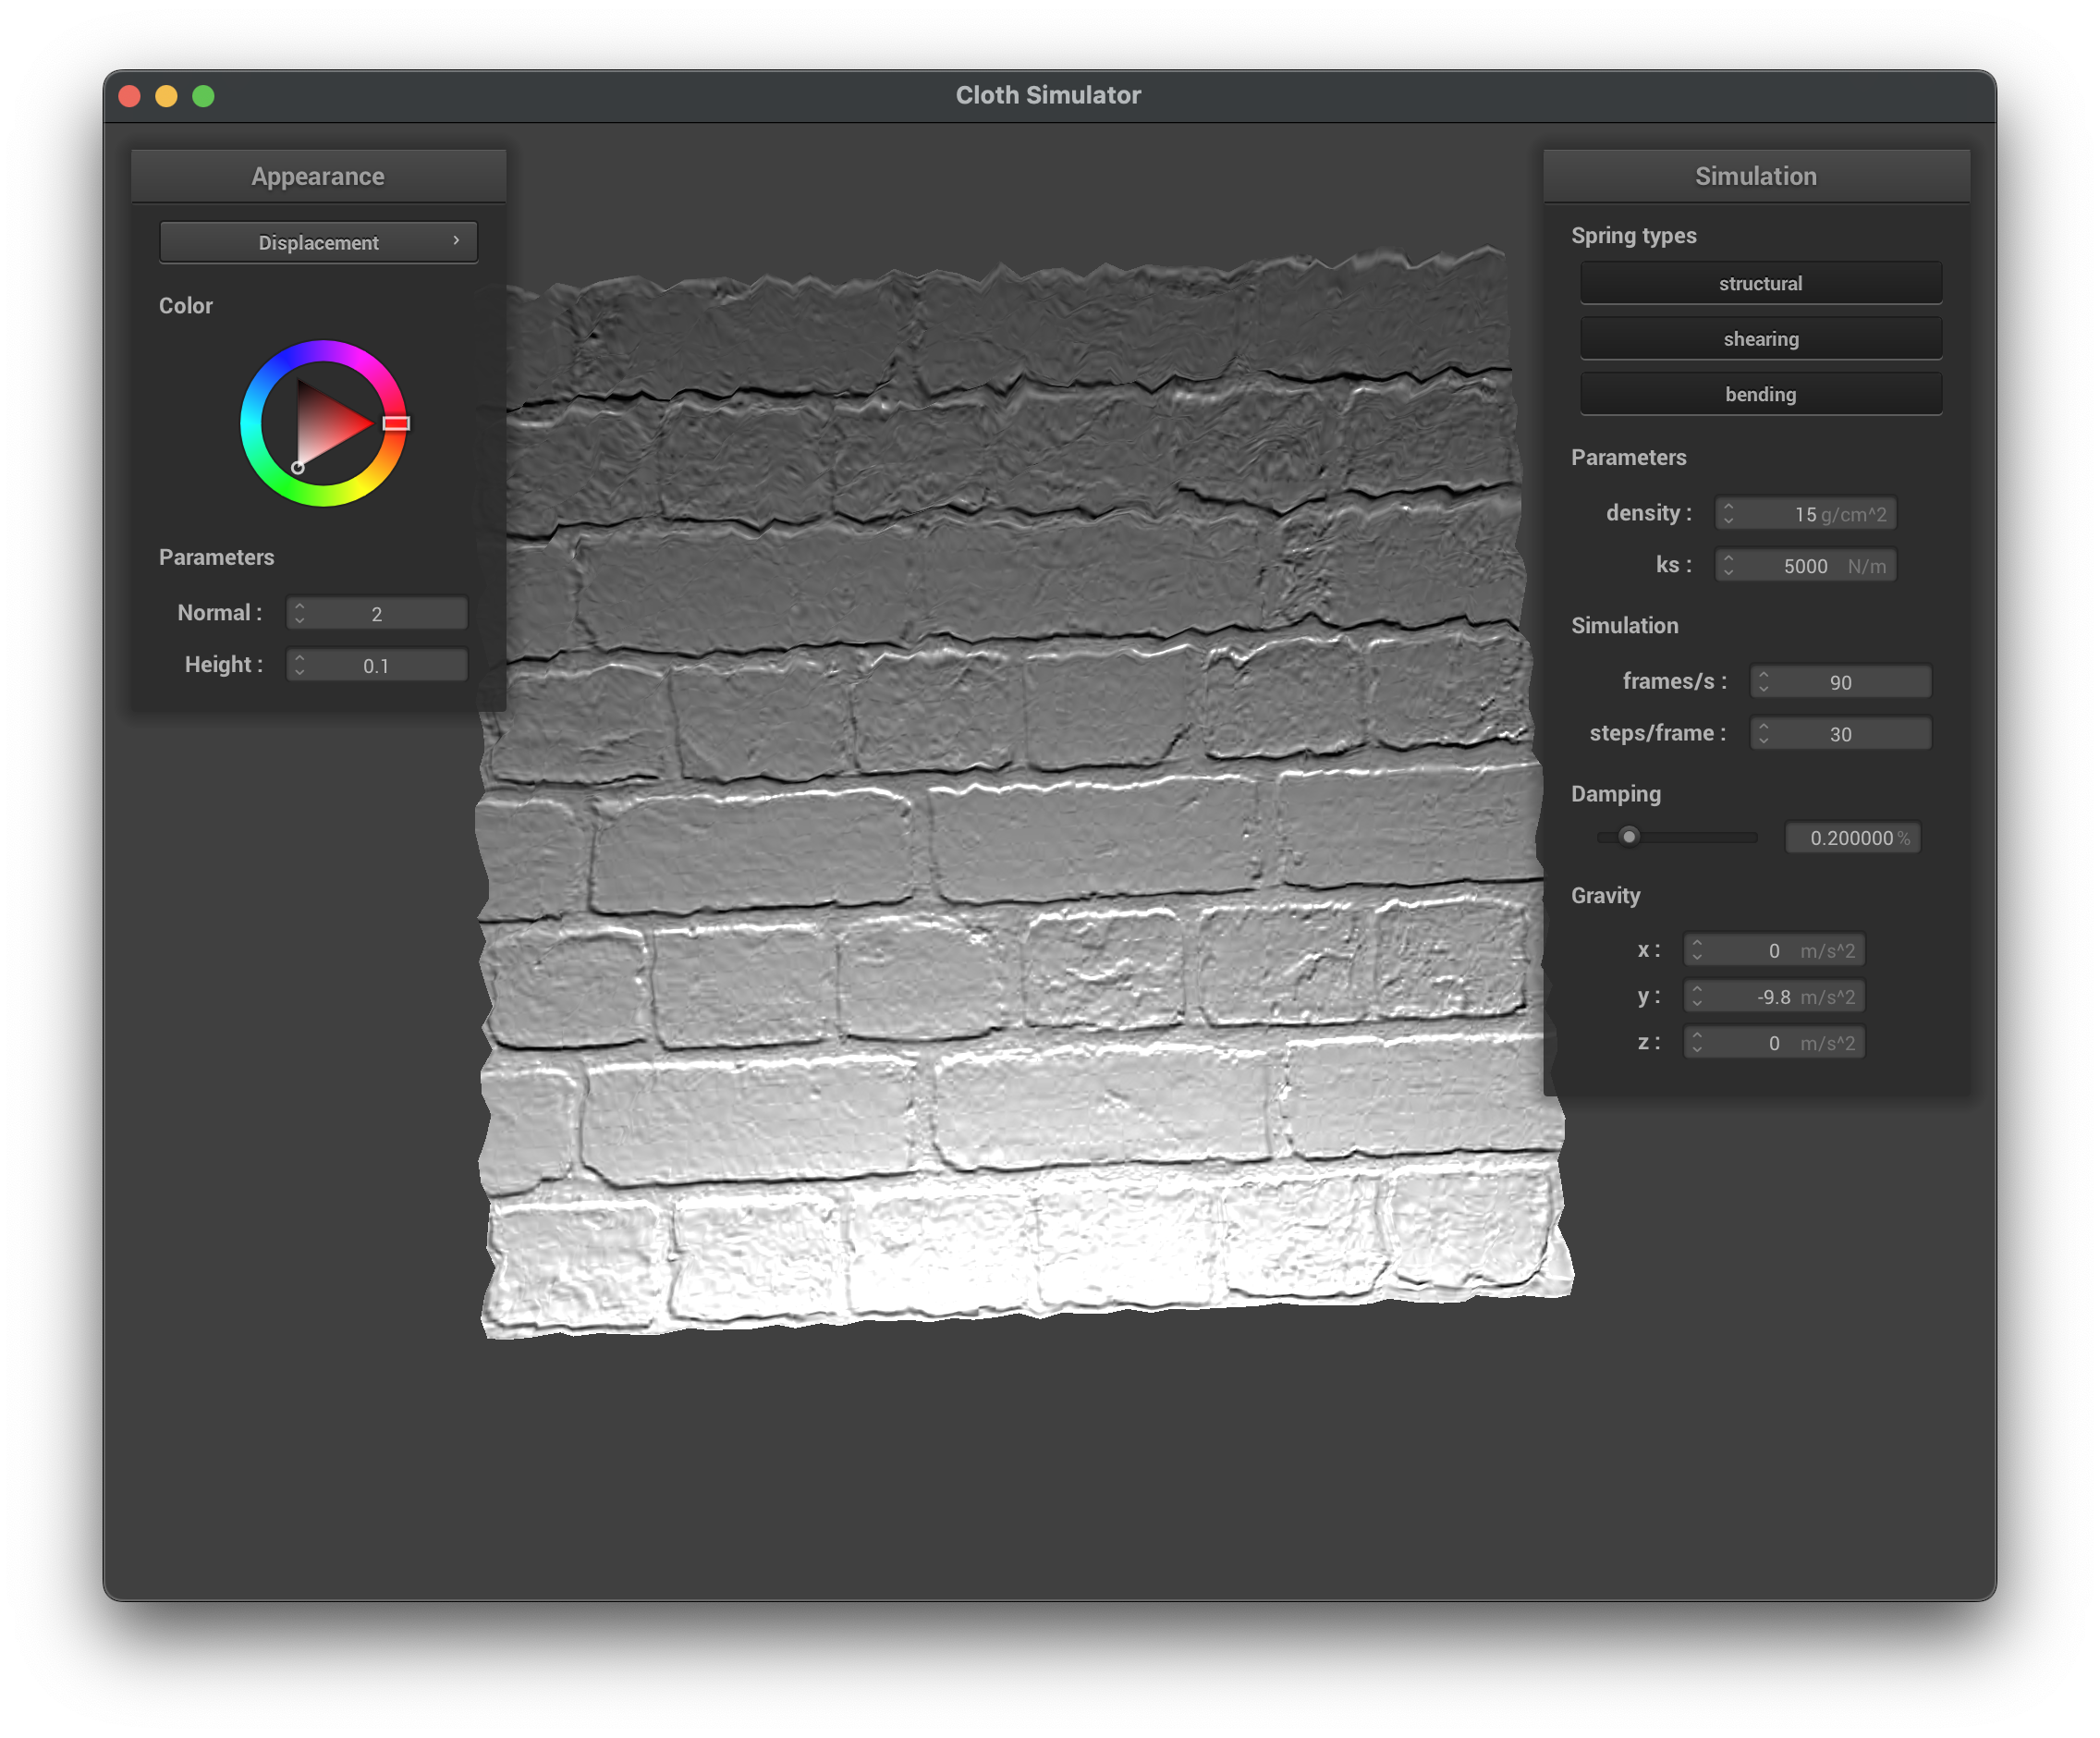 Cloth Simulator
Appearance
Displacement
Color
Parameters
Normal : 2
Height : 0.1
Simulation
Spring types
structural
shearing
bending
Parameters
density : 15 g/cm^2
ks : 5000 N/m
Simulation
frames/s : 90
steps/frame : 30
Damping
0.200000 %
Gravity
x : 0 m/s^2
y : -9.8 m/s^2
z : 0 m/s^2